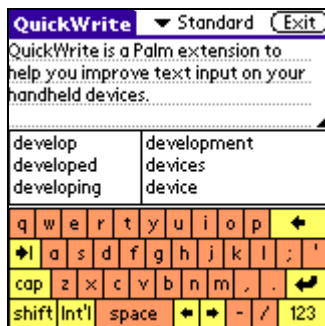 QuickWrite Standard Exit
QuickWrite is a Palm extension to
help you improve text input on your
handheld devices.
develop development
developed devices
developing device
q w e r t y u i o p
a s d f g h j k l ; '
cap z x c v b n m , .
shift Int'l space - / 123